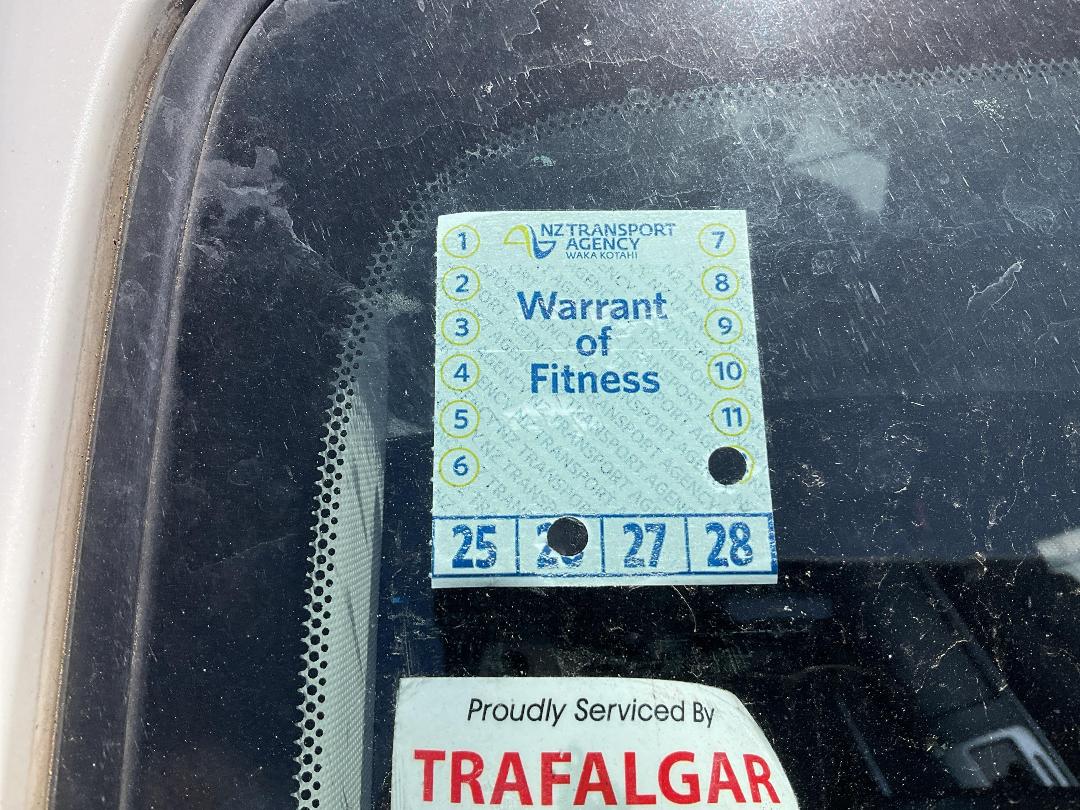 1
NZ TRANSPORT
AGENCY
WAKA KOTAHI
7
2
8
Warrant
of
Fitness
3
9
4
10
5
11
6
25
27
28
Proudly Serviced By
TRAFALGAR